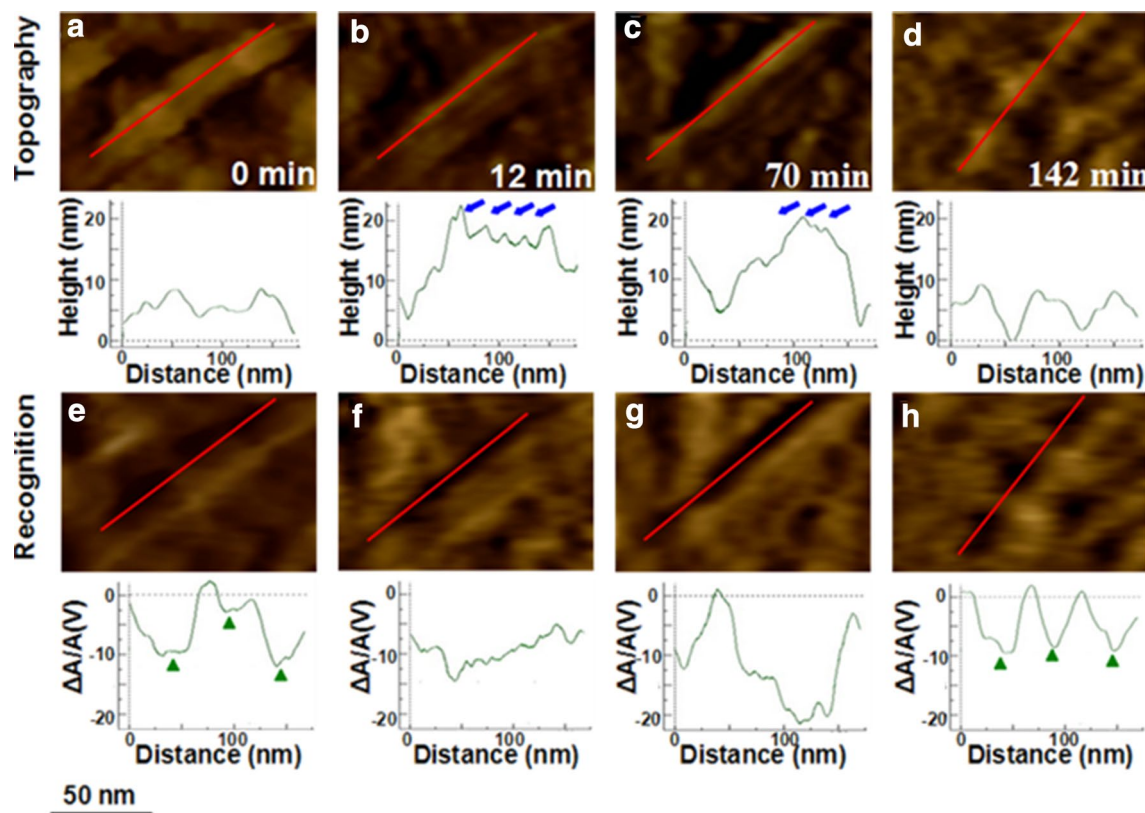 a b c d
Topography
0 min 12 min 70 min 142 min
Height (nm) Height (nm) Height (nm) Height (nm)
20 20 20 20
10 10 10 10
0 0 0 0
0 100 0 100 0 100 0 100
Distance (nm) Distance (nm) Distance (nm) Distance (nm)
e f g h
Recognition
ΔA/A(V) ΔA/A(V) ΔA/A(V) ΔA/A(V)
0 0 0 0
-10 -10 -10 -10
-20 -20 -20 -20
0 100 0 100 0 100 0 100
Distance (nm) Distance (nm) Distance (nm) Distance (nm)
50 nm